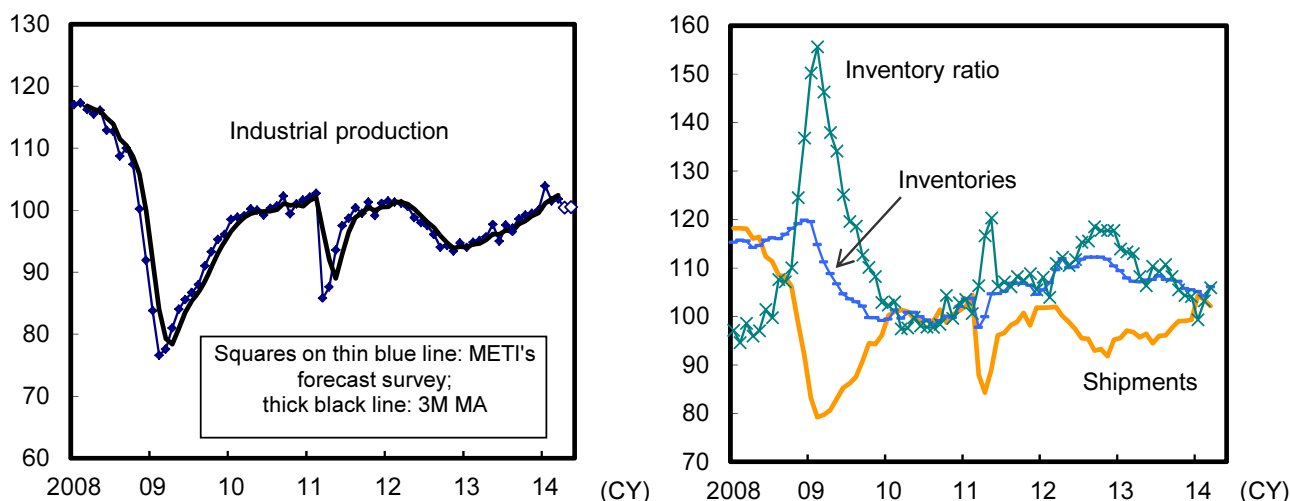 130
120
110
100
90
80
70
60
2008 09 10 11 12 13 14 (CY)
Industrial production
Squares on thin blue line: METI's
forecast survey;
thick black line: 3M MA
160
150
140
130
120
110
100
90
80
70
2008 09 10 11 12 13 14 (CY)
Inventory ratio
Inventories
Shipments